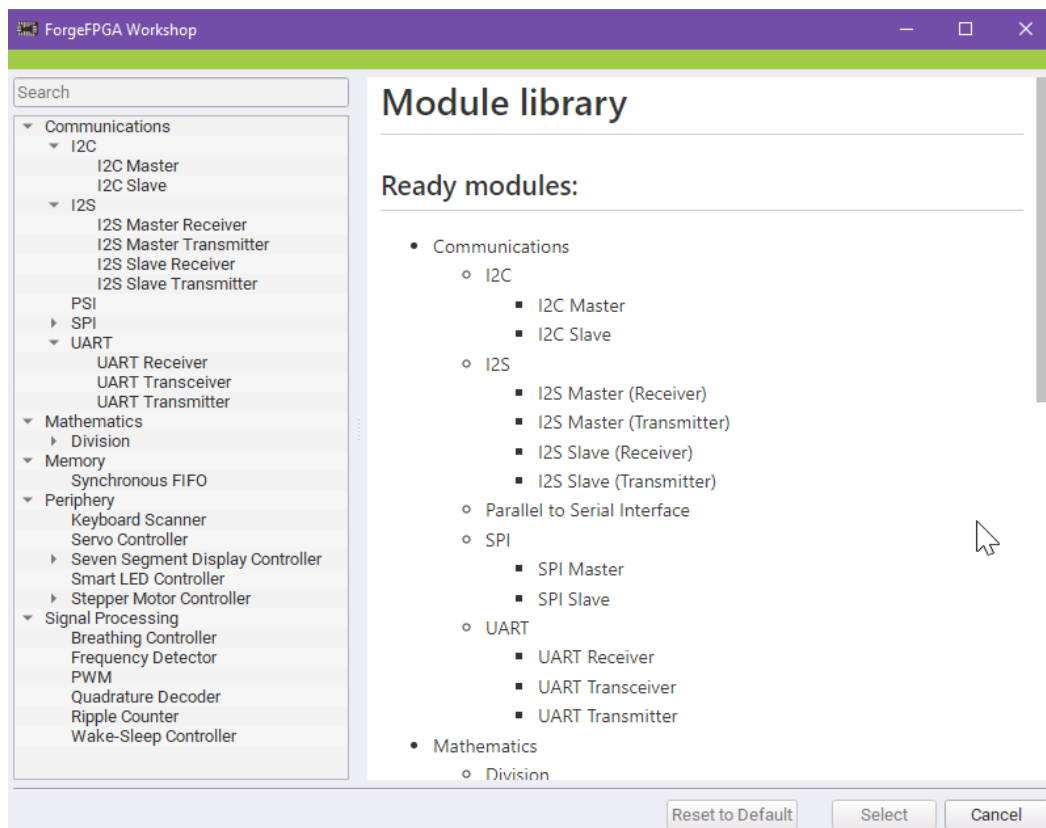 ForgeFPGA Workshop
Search
Communications
I2C
I2C Master
I2C Slave
I2S
I2S Master Receiver
I2S Master Transmitter
I2S Slave Receiver
I2S Slave Transmitter
PSI
SPI
UART
UART Receiver
UART Transceiver
UART Transmitter
Mathematics
Division
Memory
Synchronous FIFO
Periphery
Keyboard Scanner
Servo Controller
Seven Segment Display Controller
Smart LED Controller
Stepper Motor Controller
Signal Processing
Breathing Controller
Frequency Detector
PWM
Quadrature Decoder
Ripple Counter
Wake-Sleep Controller
Module library
Ready modules:
Communications
I2C
I2C Master
I2C Slave
I2S
I2S Master (Receiver)
I2S Master (Transmitter)
I2S Slave (Receiver)
I2S Slave (Transmitter)
Parallel to Serial Interface
SPI
SPI Master
SPI Slave
UART
UART Receiver
UART Transceiver
UART Transmitter
Mathematics
Division
Reset to Default
Select
Cancel